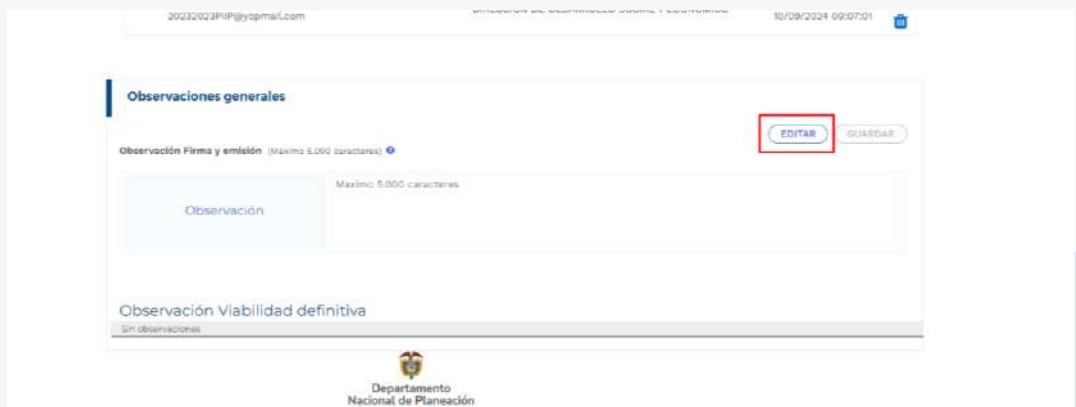 20232023PIIP@yopmail.com
10/09/2024 09:07:01
Observaciones generales
EDITAR
GUARDAR
Observación Firma y emisión (Máximo 5.000 caracteres)
Maximo 5.000 caracteres
Observación
Observación Viabilidad definitiva
Sin observaciones
Departamento
Nacional de Planeación